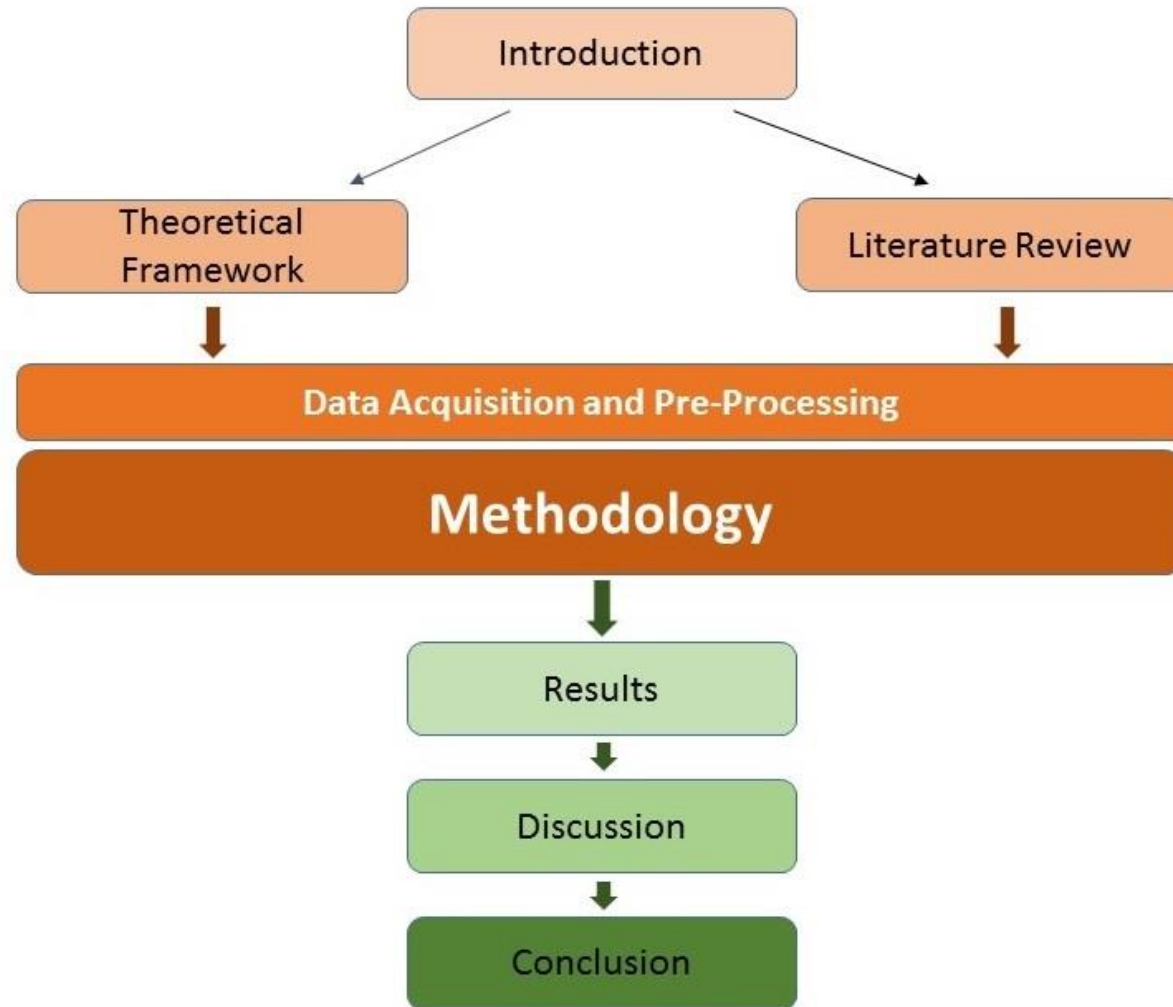 Introduction
Theoretical
Framework
Literature Review
Data Acquisition and Pre-Processing
Methodology
Results
Discussion
Conclusion